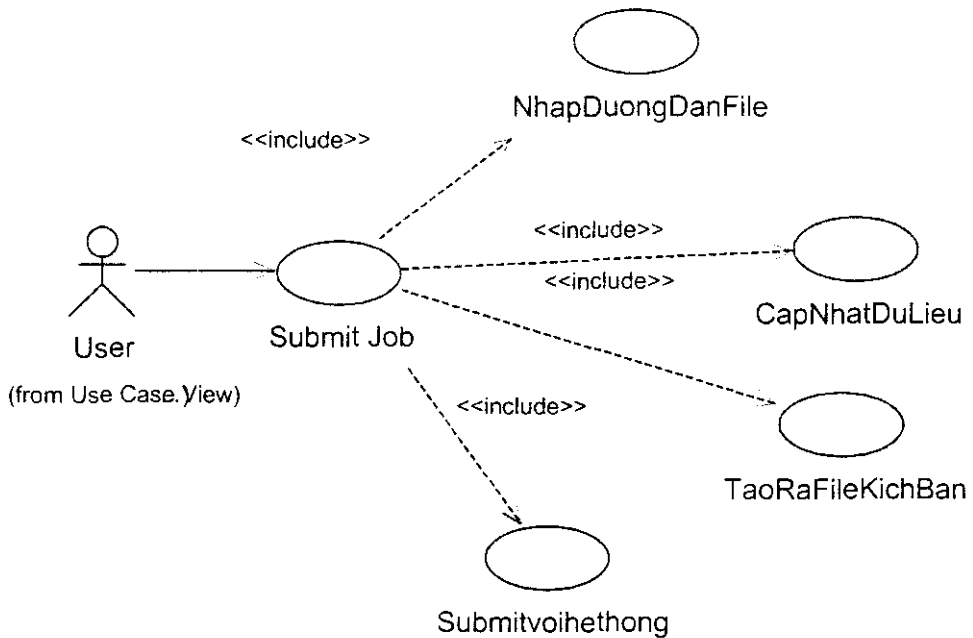 NhapDuongDanFile
<<include>>
<<include>>
<<include>>
CapNhatDuLieu
Submit Job
User
(from Use Case View)
<<include>>
TaoRaFileKichBan
Submitvoihethong